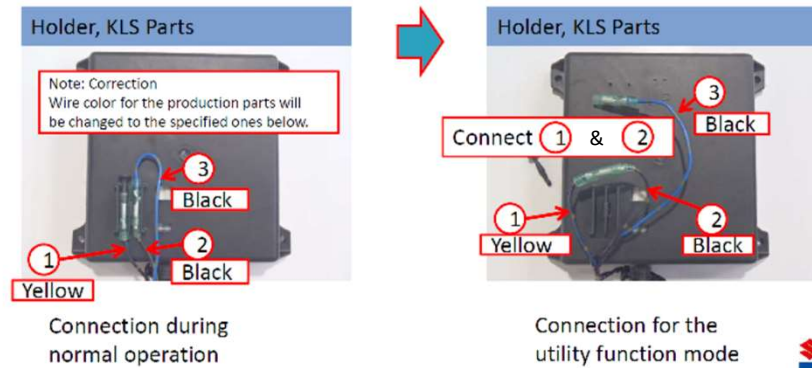 Holder, KLS Parts
Note: Correction
Wire color for the production parts will
be changed to the specified ones below.
3
Black
1
2
Black
Yellow
Connection during
normal operation
Holder, KLS Parts
3
Black
Connect 1 & 2
1
Yellow
2
Black
Connection for the
utility function mode